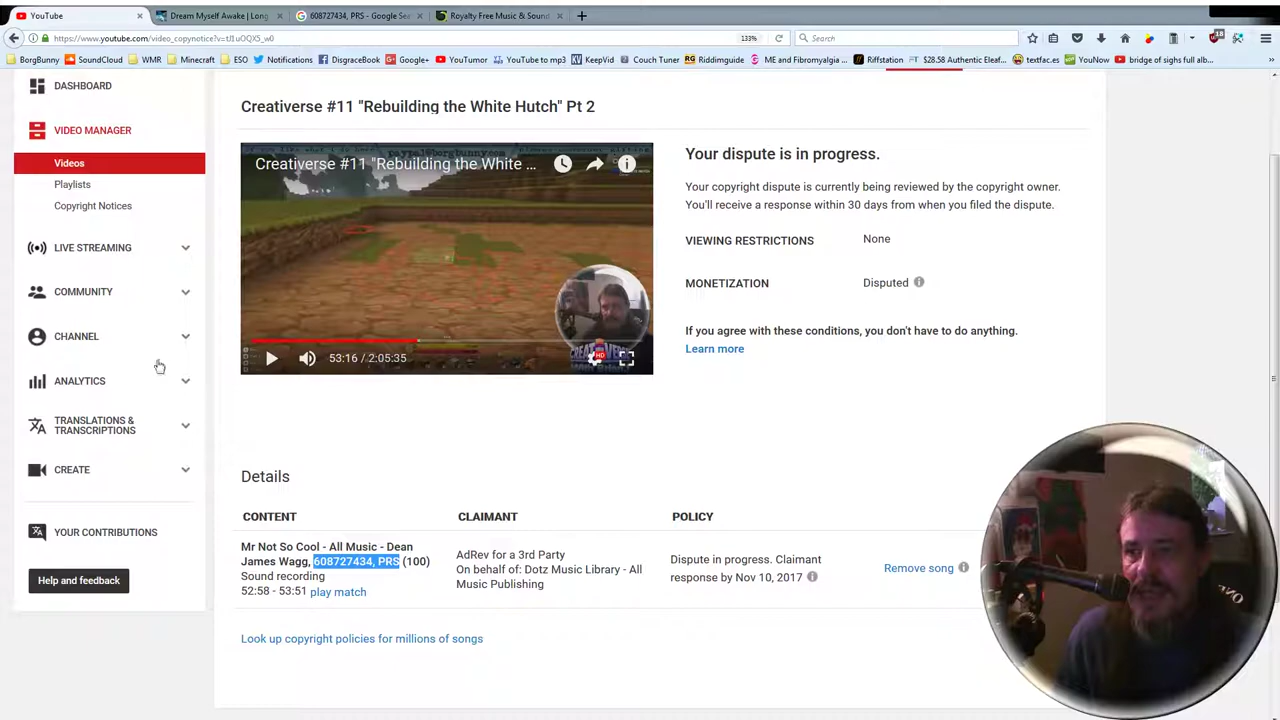 YouTube
Dream Myself Awake | Long
608727434, PRS - Google Se
Royalty Free Music & Sound
https://www.youtube.com/video_copynotice?v=
133%
Search
BorgBunny
SoundCloud
WMR
Minecraft
ESO
Notifications
DisgraceBook
Google+
YouTumor
YouTube to mp3
KeepVid
Couch Tuner
Riddimguide
ME and Fibromyalgia
Riffstation
$28.58 Authentic Eleaf...
textfac.es
YouNow
bridge of sighs full alb...
18
DASHBOARD
VIDEO MANAGER
Videos
Playlists
Copyright Notices
LIVE STREAMING
COMMUNITY
CHANNEL
ANALYTICS
TRANSLATIONS &
TRANSCRIPTIONS
CREATE
YOUR CONTRIBUTIONS
Help and feedback
Creativerse #11 "Rebuilding the White Hutch" Pt 2
paypal@borgbunny.com
Creativerse #11 "Rebuilding the White ...
53:16 / 2:05:35
HD
Your dispute is in progress.
Your copyright dispute is currently being reviewed by the copyright owner.
You'll receive a response within 30 days from when you filed the dispute.
VIEWING RESTRICTIONS
None
MONETIZATION
Disputed
If you agree with these conditions, you don't have to do anything.
Learn more
Details
CONTENT
CLAIMANT
POLICY
Mr Not So Cool - All Music - Dean
James Wagg, 608727434, PRS (100)
Sound recording
52:58 - 53:51 play match
AdRev for a 3rd Party
On behalf of: Dotz Music Library - All
Music Publishing
Dispute in progress. Claimant
response by Nov 10, 2017
Remove song
Look up copyright policies for millions of songs